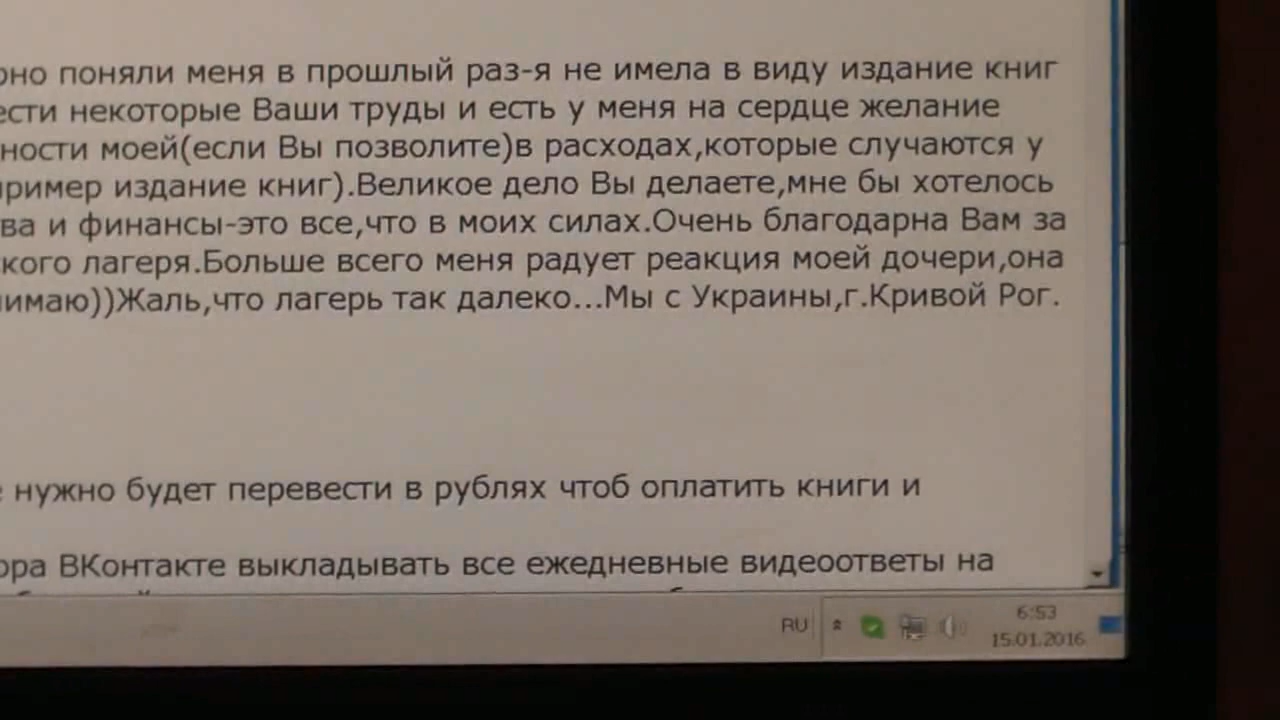 рно поняли меня в прошлый раз-я не имела в виду издание книг
ести некоторые Ваши труды и есть у меня на сердце желание
ности моей(если Вы позволите)в расходах,которые случаются у
пример издание книг).Великое дело Вы делаете,мне бы хотелось
ва и финансы-это все,что в моих силах.Очень благодарна Вам за
ского лагеря.Больше всего меня радует реакция моей дочери,она
нимаю))Жаль,что лагерь так далеко...Мы с Украины,г.Кривой Рог.
е нужно будет перевести в рублях чтоб оплатить книги и
ора ВКонтакте выкладывать все ежедневные видеоответы на
RU
6:53
15.01.2016